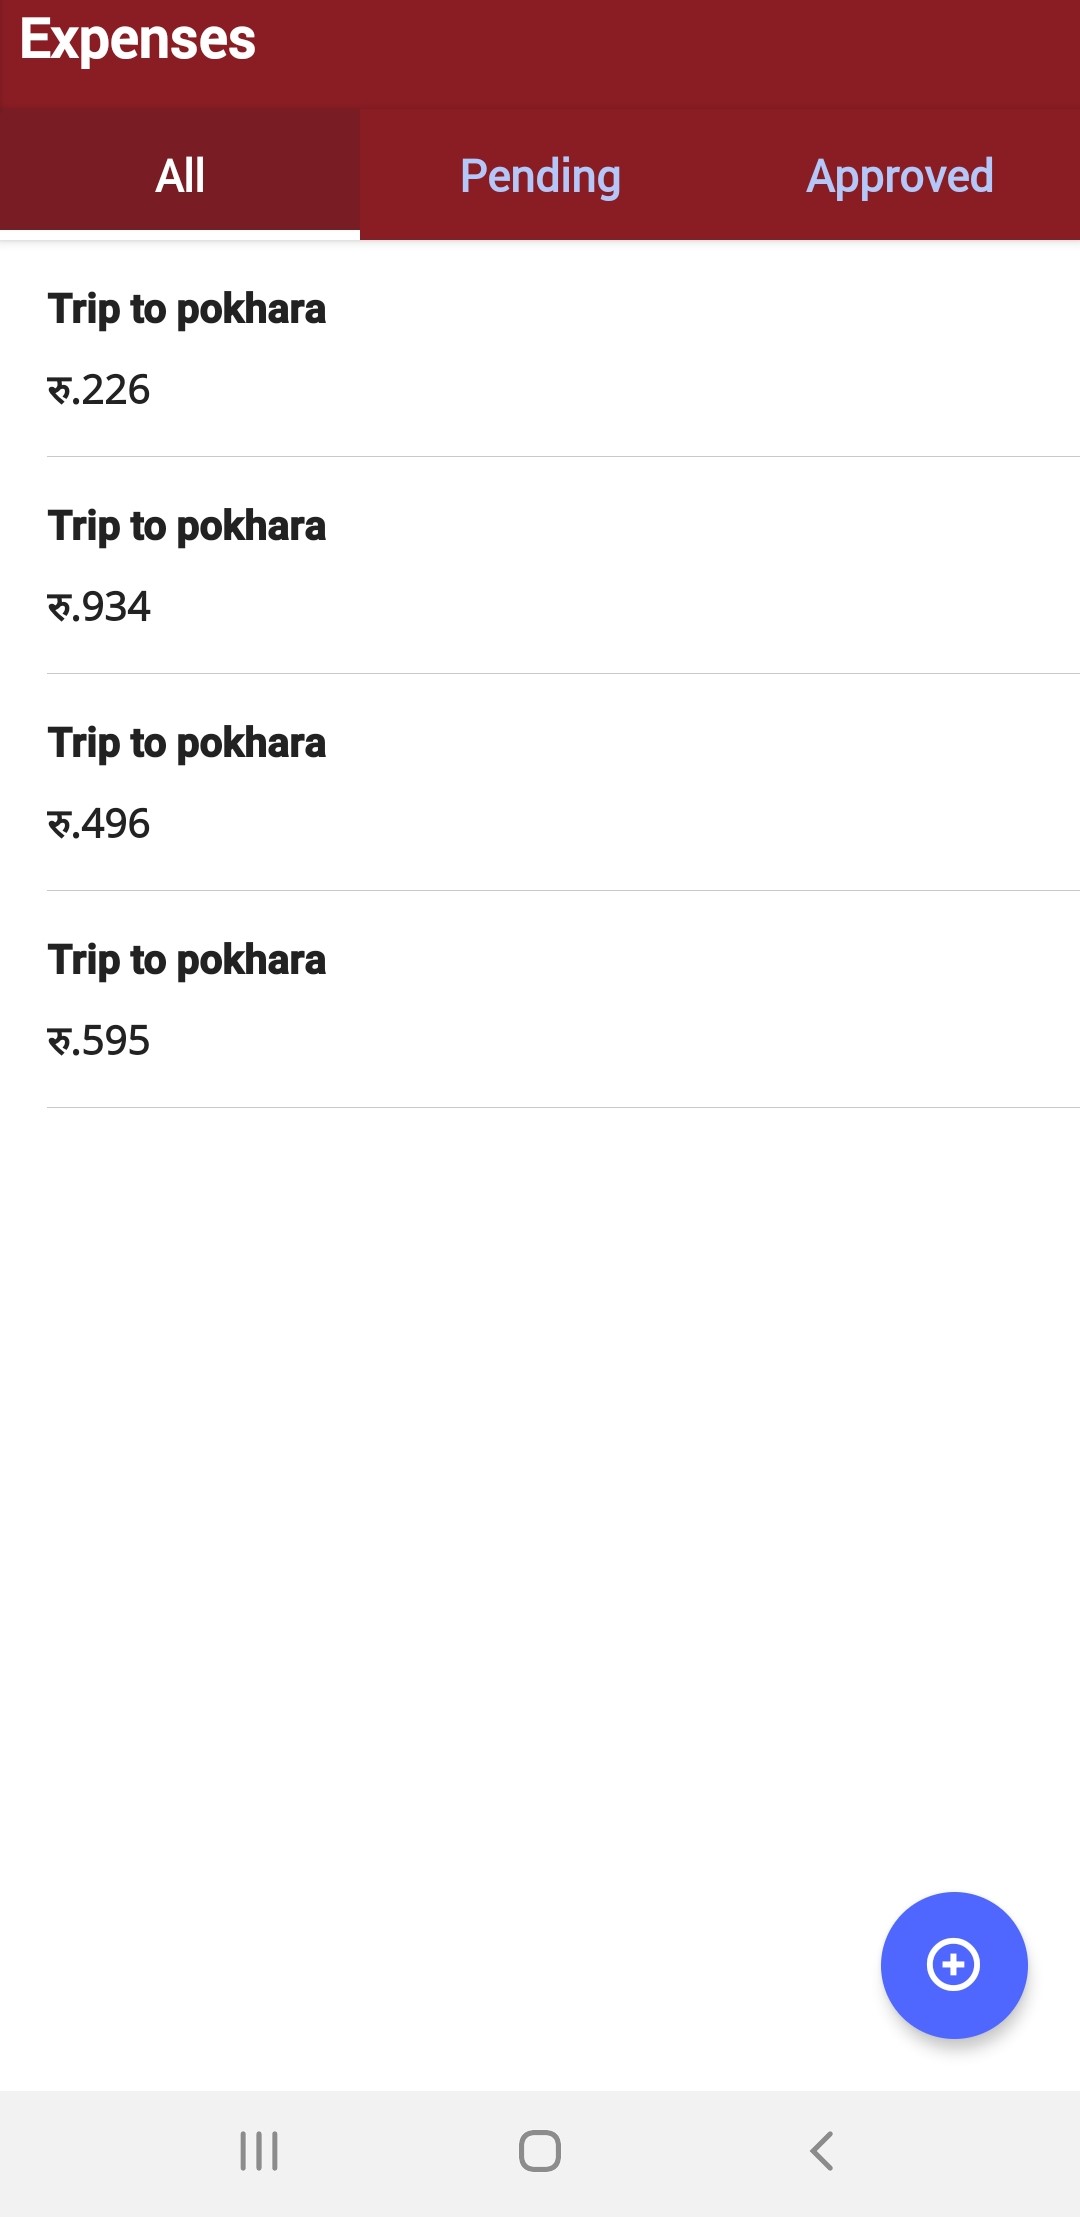 Expenses
All
Pending
Approved
Trip to pokhara
रु.226
Trip to pokhara
रु.934
Trip to pokhara
रु.496
Trip to pokhara
रु.595